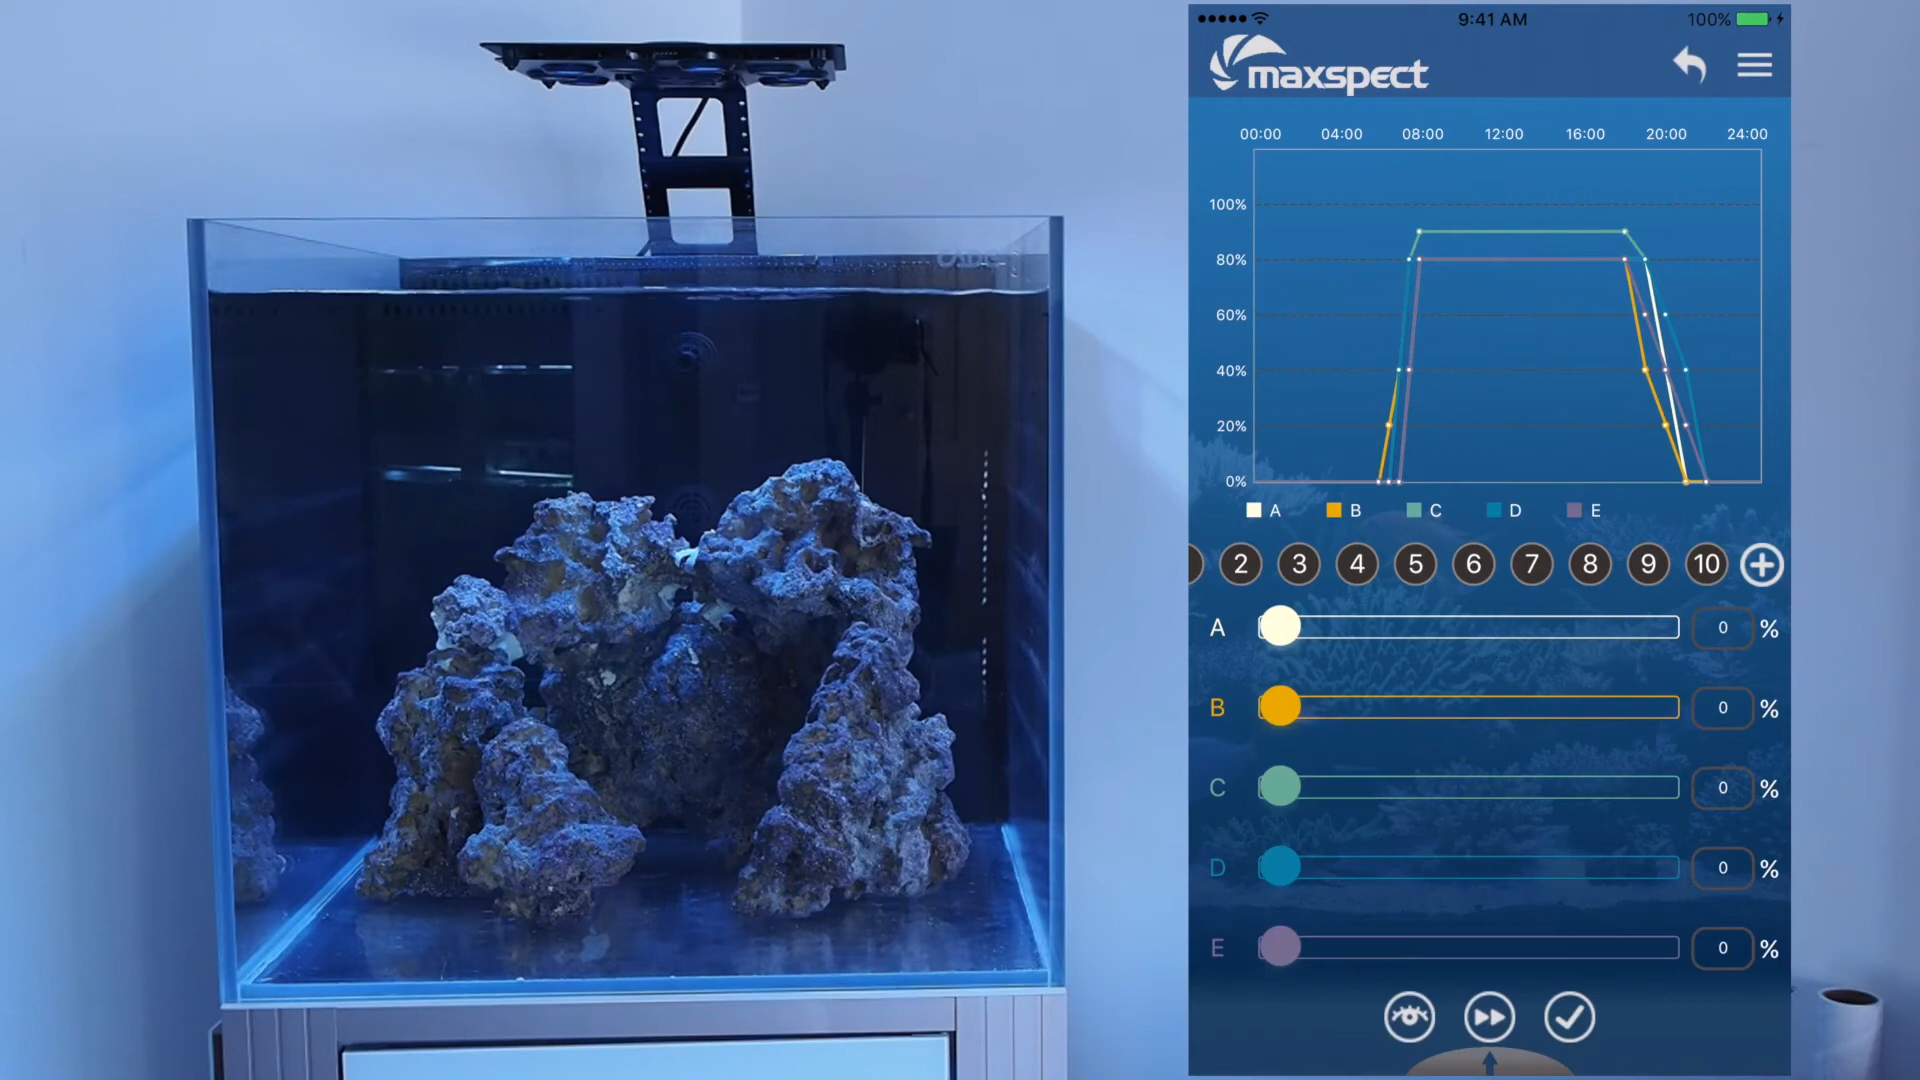 9:41 AM
100%
maxspect
00:00 04:00 08:00 12:00 16:00 20:00 24:00
100%
80%
60%
40%
20%
0%
A B C D E
2 3 4 5 6 7 8 9 10
A 0 %
B 0 %
C 0 %
D 0 %
E 0 %